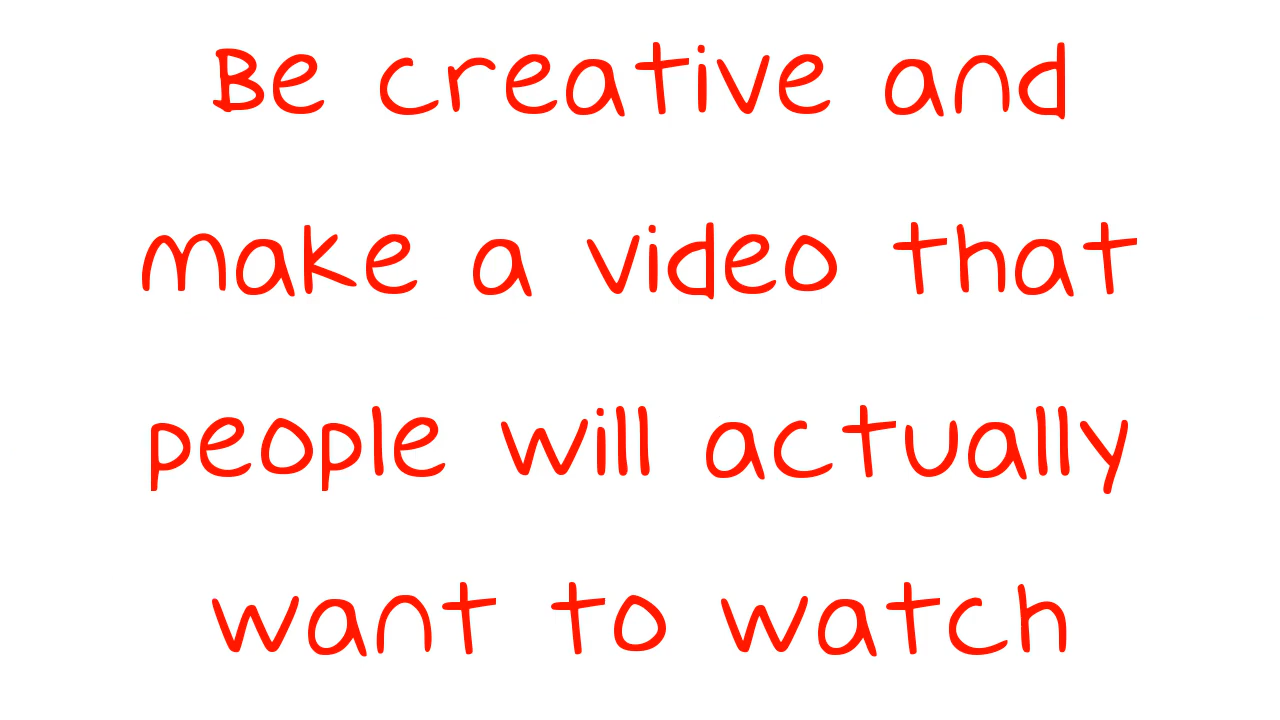 Be creative and
make a video that
people will actually
want to watch